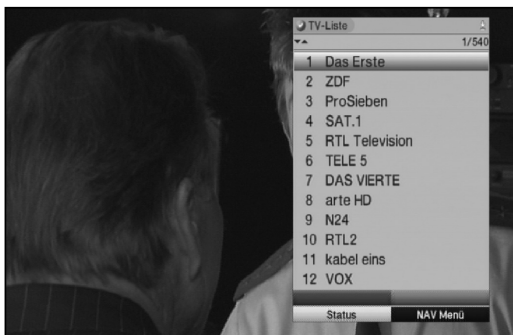 TV-Liste
1/540
1 Das Erste
2 ZDF
3 ProSieben
4 SAT.1
5 RTL Television
6 TELE 5
7 DAS VIERTE
8 arte HD
9 N24
10 RTL2
11 kabel eins
12 VOX
Status NAV Menü